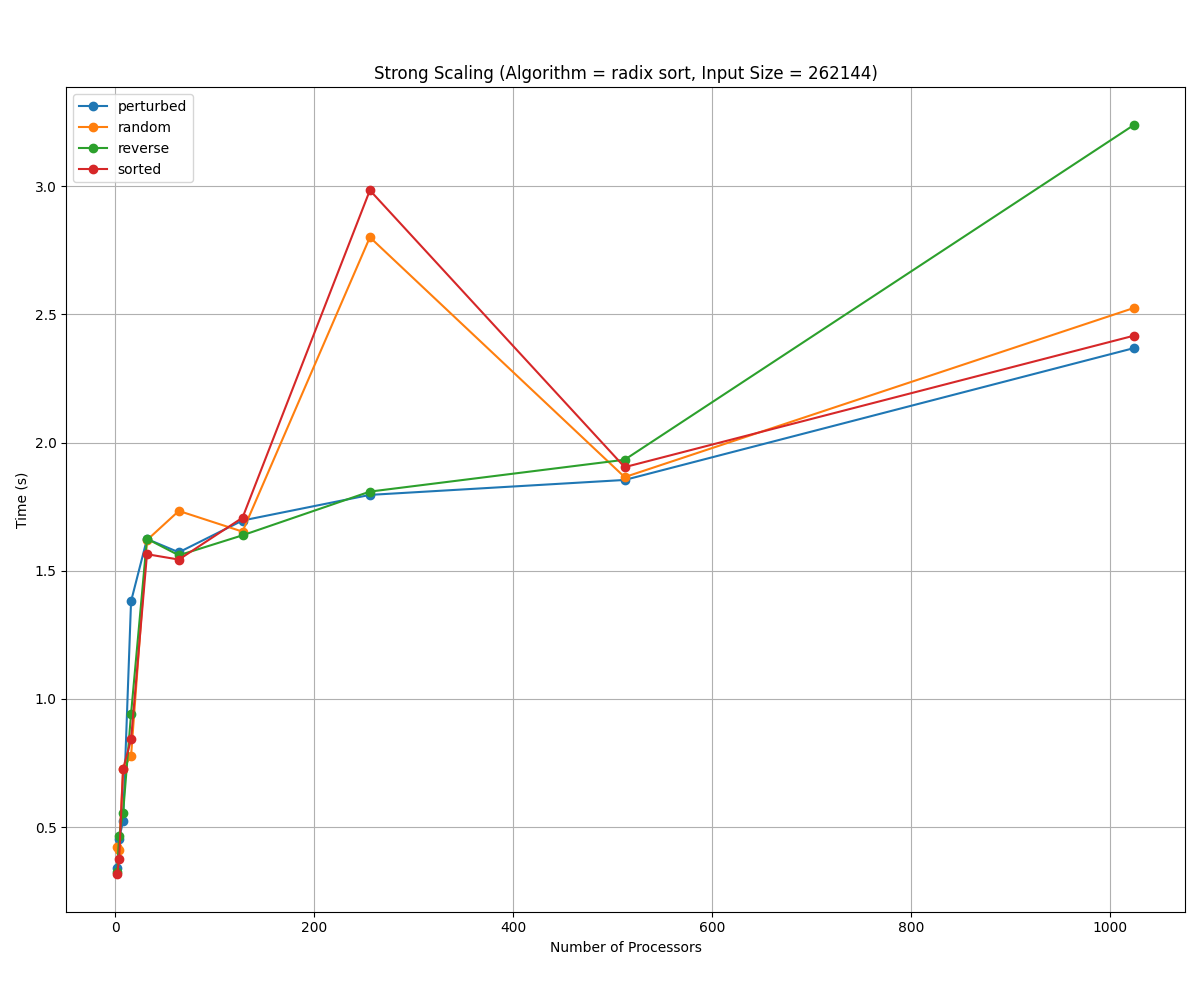 Strong Scaling (Algorithm = radix sort, Input Size = 262144)
perturbed
random
reverse
sorted
3.0
2.5
2.0
1.5
1.0
0.5
Time (s)
0 200 400 600 800 1000
Number of Processors